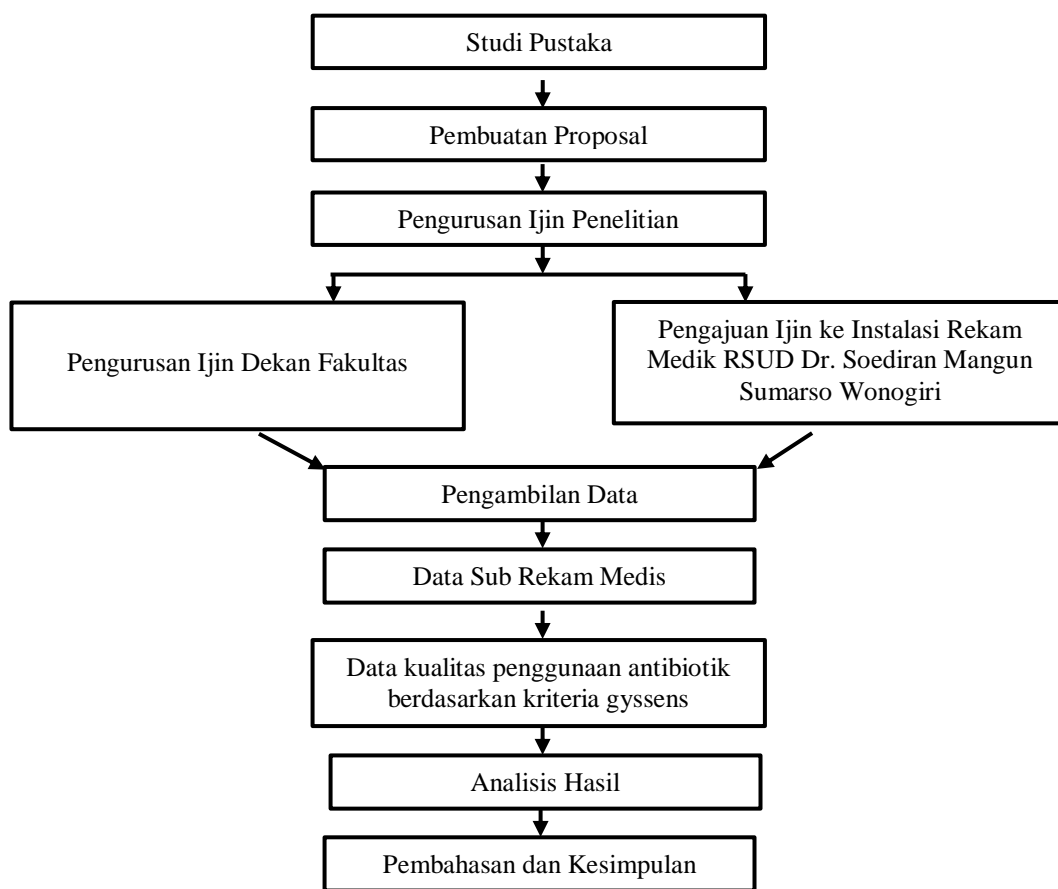 Studi Pustaka
Pembuatan Proposal
Pengurusan Ijin Penelitian
Pengurusan Ijin Dekan Fakultas
Pengajuan Ijin ke Instalasi Rekam
Medik RSUD Dr. Soediran Mangun
Sumarso Wonogiri
Pengambilan Data
Data Sub Rekam Medis
Data kualitas penggunaan antibiotik
berdasarkan kriteria gyssens
Analisis Hasil
Pembahasan dan Kesimpulan